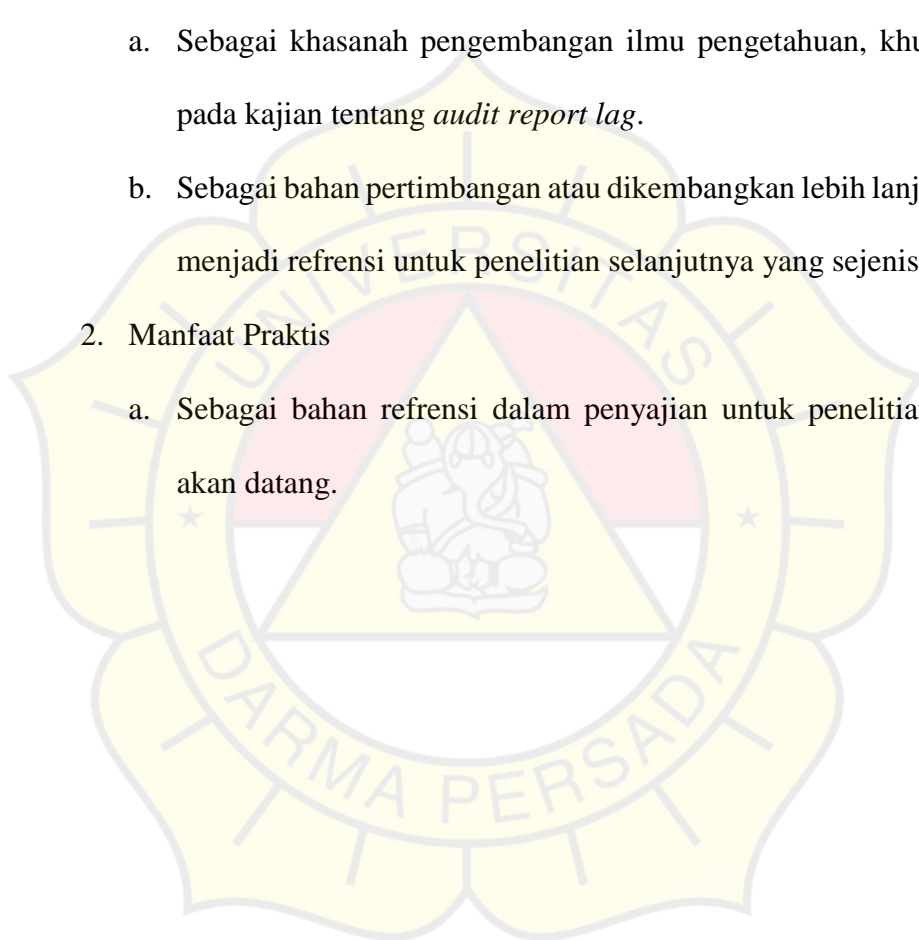 a. Sebagai khasanah pengembangan ilmu pengetahuan, khu
pada kajian tentang audit report lag.
b. Sebagai bahan pertimbangan atau dikembangkan lebih lanj
menjadi refrensi untuk penelitian selanjutnya yang sejenis
2. Manfaat Praktis
a. Sebagai bahan refrensi dalam penyajian untuk penelitia
akan datang.
UNIVERSITAS
DARMA PERSADA